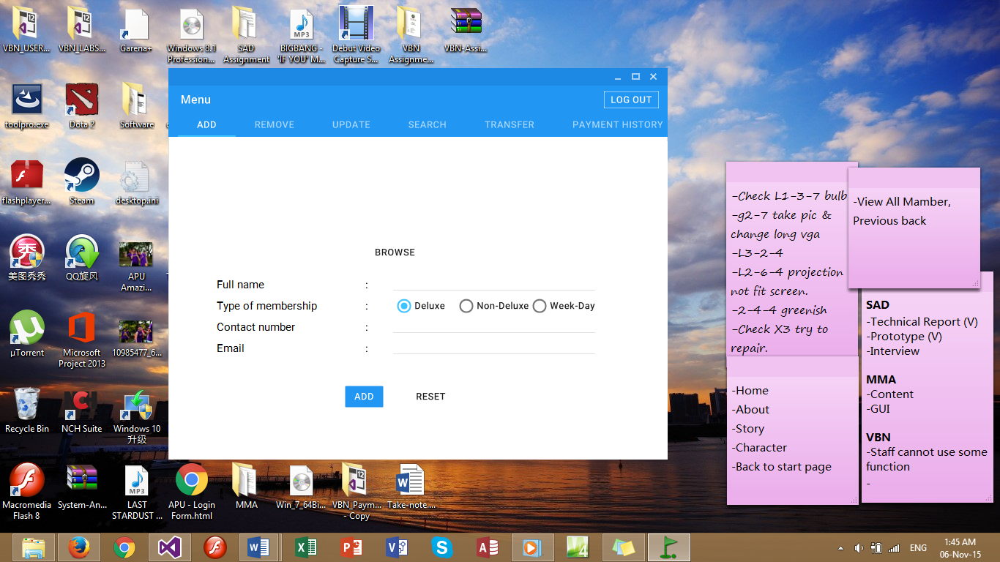 VBN_USER...
VBN_LABS...
Garena+
Windows 8.1
Profession...
SAD
Assignment
BIGBANG -
'IF YOU' M...
Debut Video
Capture S...
VBN
Assignme...
VBN-Assi...
Menu
LOG OUT
ADD
REMOVE
UPDATE
SEARCH
TRANSFER
PAYMENT HISTORY
toolpro.exe
Dota 2
Software
flashplayer...
Steam
desktop.ini
美图秀秀
QQ旋风
APU
Amazi...
µTorrent
Microsoft
Project 2013
10985477_6...
Recycle Bin
NCH Suite
Windows 10
升级
BROWSE
Full name :
Type of membership : Deluxe Non-Deluxe Week-Day
Contact number :
Email :
ADD
RESET
-Check L1-3-7 bulb
-g2-7 take pic &
change long vga
-L3-2-4
-L2-6-4 projection
not fit screen.
-2-4-4 greenish
-Check X3 try to
repair.
-View All Mamber,
Previous back
SAD
-Technical Report (V)
-Prototype (V)
-Interview
MMA
-Content
-GUI
VBN
-Staff cannot use some
function
-
-Home
-About
-Story
-Character
-Back to start page
Macromedia
Flash 8
System-An...
LAST
STARDUST ...
APU - Login
Form.html
MMA
Win_7_64Bi...
VBN_Paym...
- Copy
Take-note....
ENG
1:45 AM
06-Nov-15